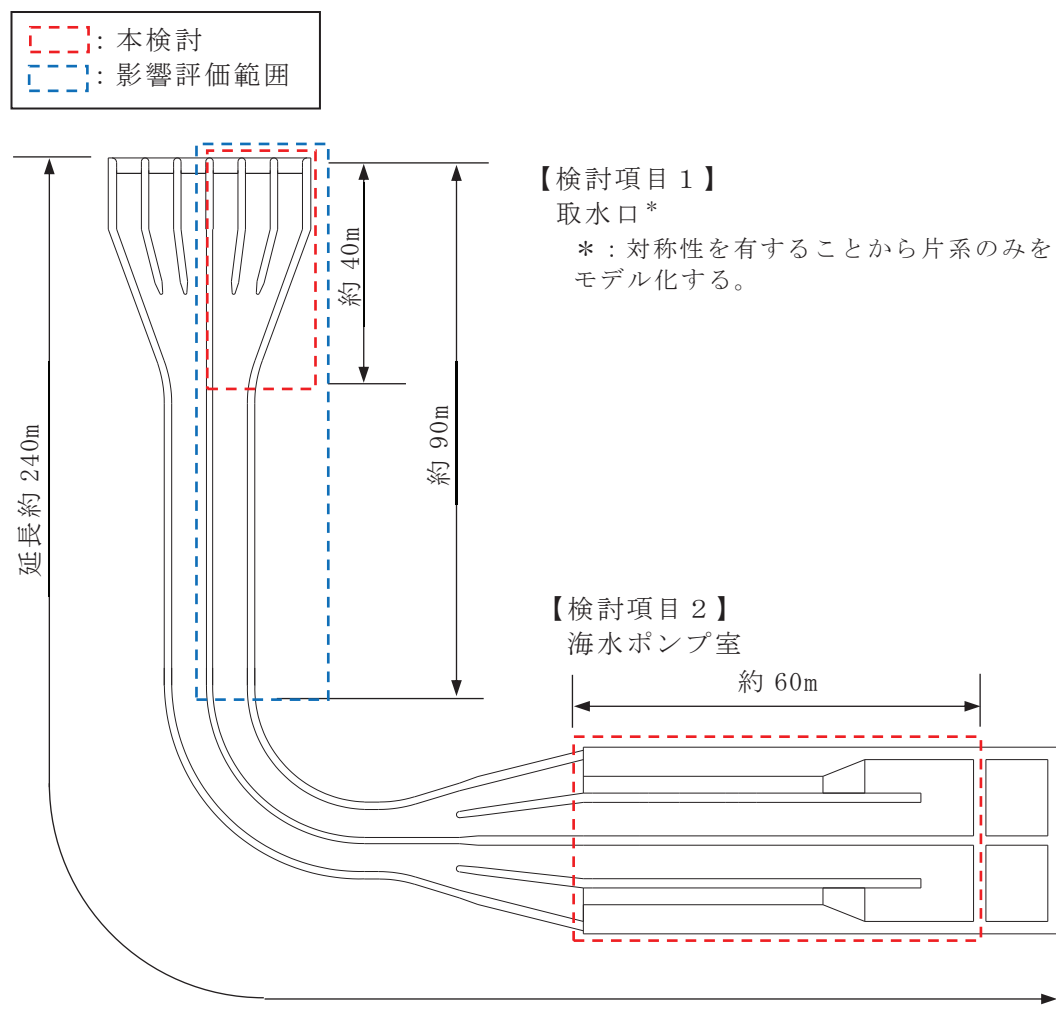 : 本検討
: 影響評価範囲
【検討項目１】
取水口*
＊：対称性を有することから片系のみを
モデル化する。
約 40m
約 90m
延長約 240m
【検討項目２】
海水ポンプ室
約 60m